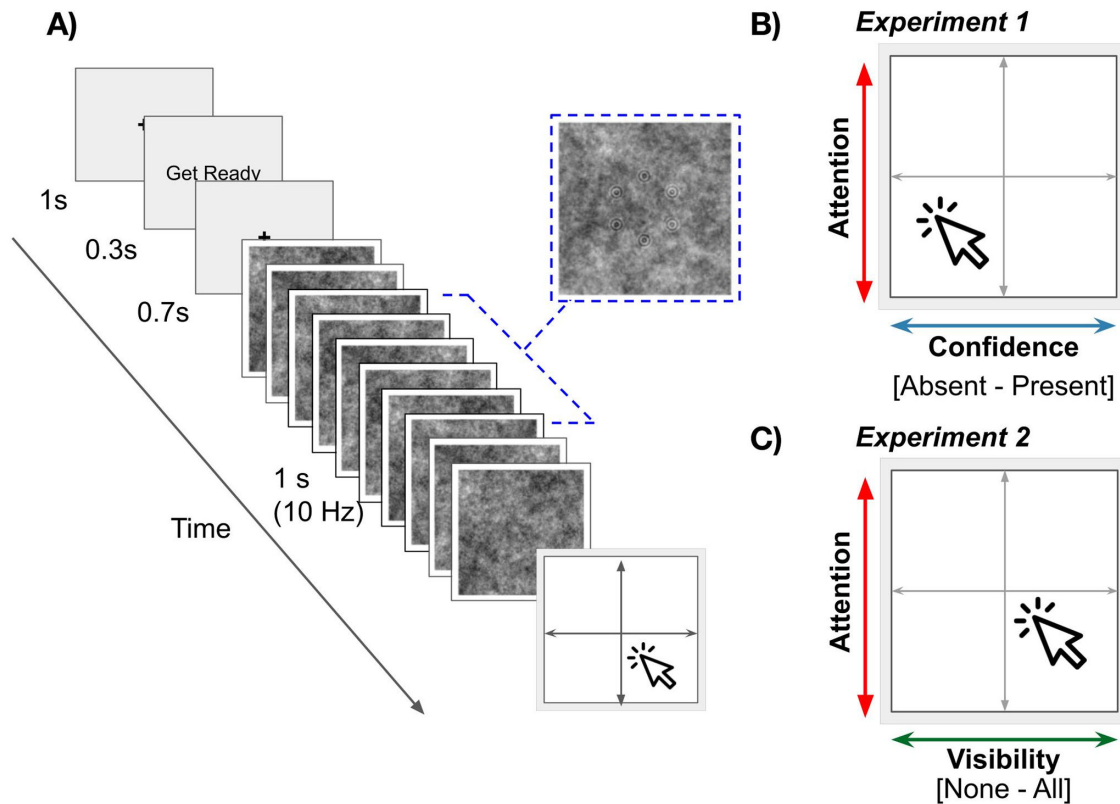 A)
Get Ready
1s
0.3s
0.7s
1 s
(10 Hz)
Time
B)
Experiment 1
Attention
Confidence
[Absent - Present]
C)
Experiment 2
Attention
Visibility
[None - All]